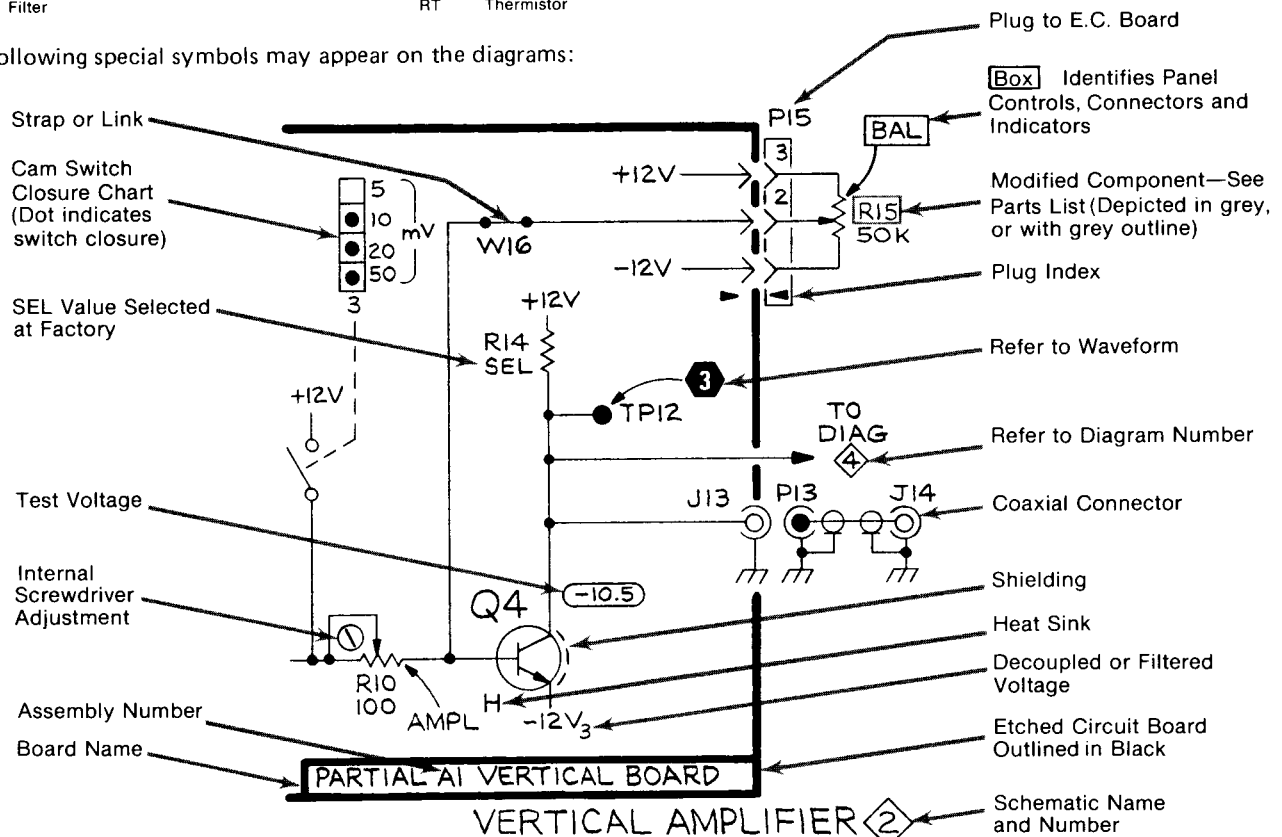 Filter
RT Thermistor
ollowing special symbols may appear on the diagrams:
Plug to E.C. Board
Box Identifies Panel
Controls, Connectors and
Indicators
Modified Component—See
Parts List (Depicted in grey,
or with grey outline)
Plug Index
Refer to Waveform
Refer to Diagram Number
Coaxial Connector
Shielding
Heat Sink
Decoupled or Filtered
Voltage
Etched Circuit Board
Outlined in Black
Schematic Name
and Number
Strap or Link
Cam Switch
Closure Chart
(Dot indicates
switch closure)
SEL Value Selected
at Factory
Test Voltage
Internal
Screwdriver
Adjustment
Assembly Number
Board Name
5
10
20
50
mV
3
+12V
W16
+12V
R14
SEL
TP12
3
+12V
-12V
P15
3
2
BAL
R15
50K
TO
DIAG
4
J13
P13
J14
-10.5
Q4
R10
100
AMPL
H
-12V3
PARTIAL A1 VERTICAL BOARD
VERTICAL AMPLIFIER 2